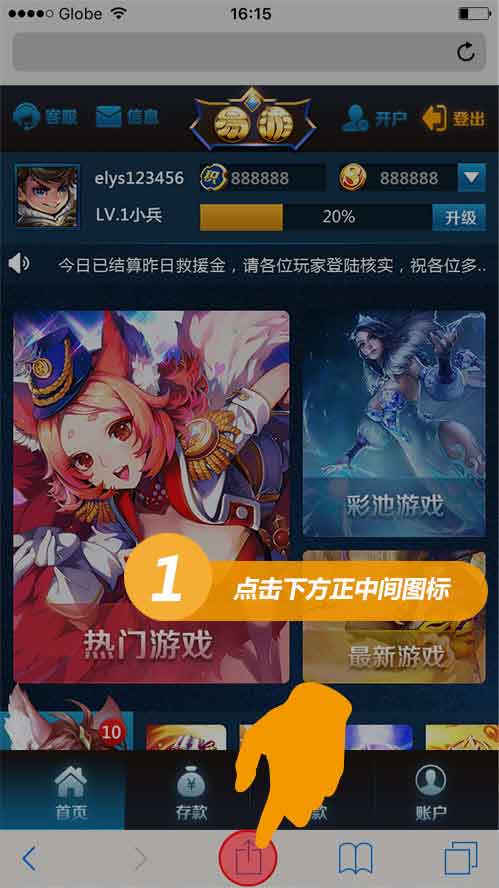 Globe
16:15
客服
信息
易游
开户
登出
elys123456
积
888888
888888
LV.1小兵
20%
升级
今日已结算昨日救援金，请各位玩家登陆核实，祝各位多..
彩池游戏
1
点击下方正中间图标
热门游戏
最新游戏
10
首页
存款
款
账户